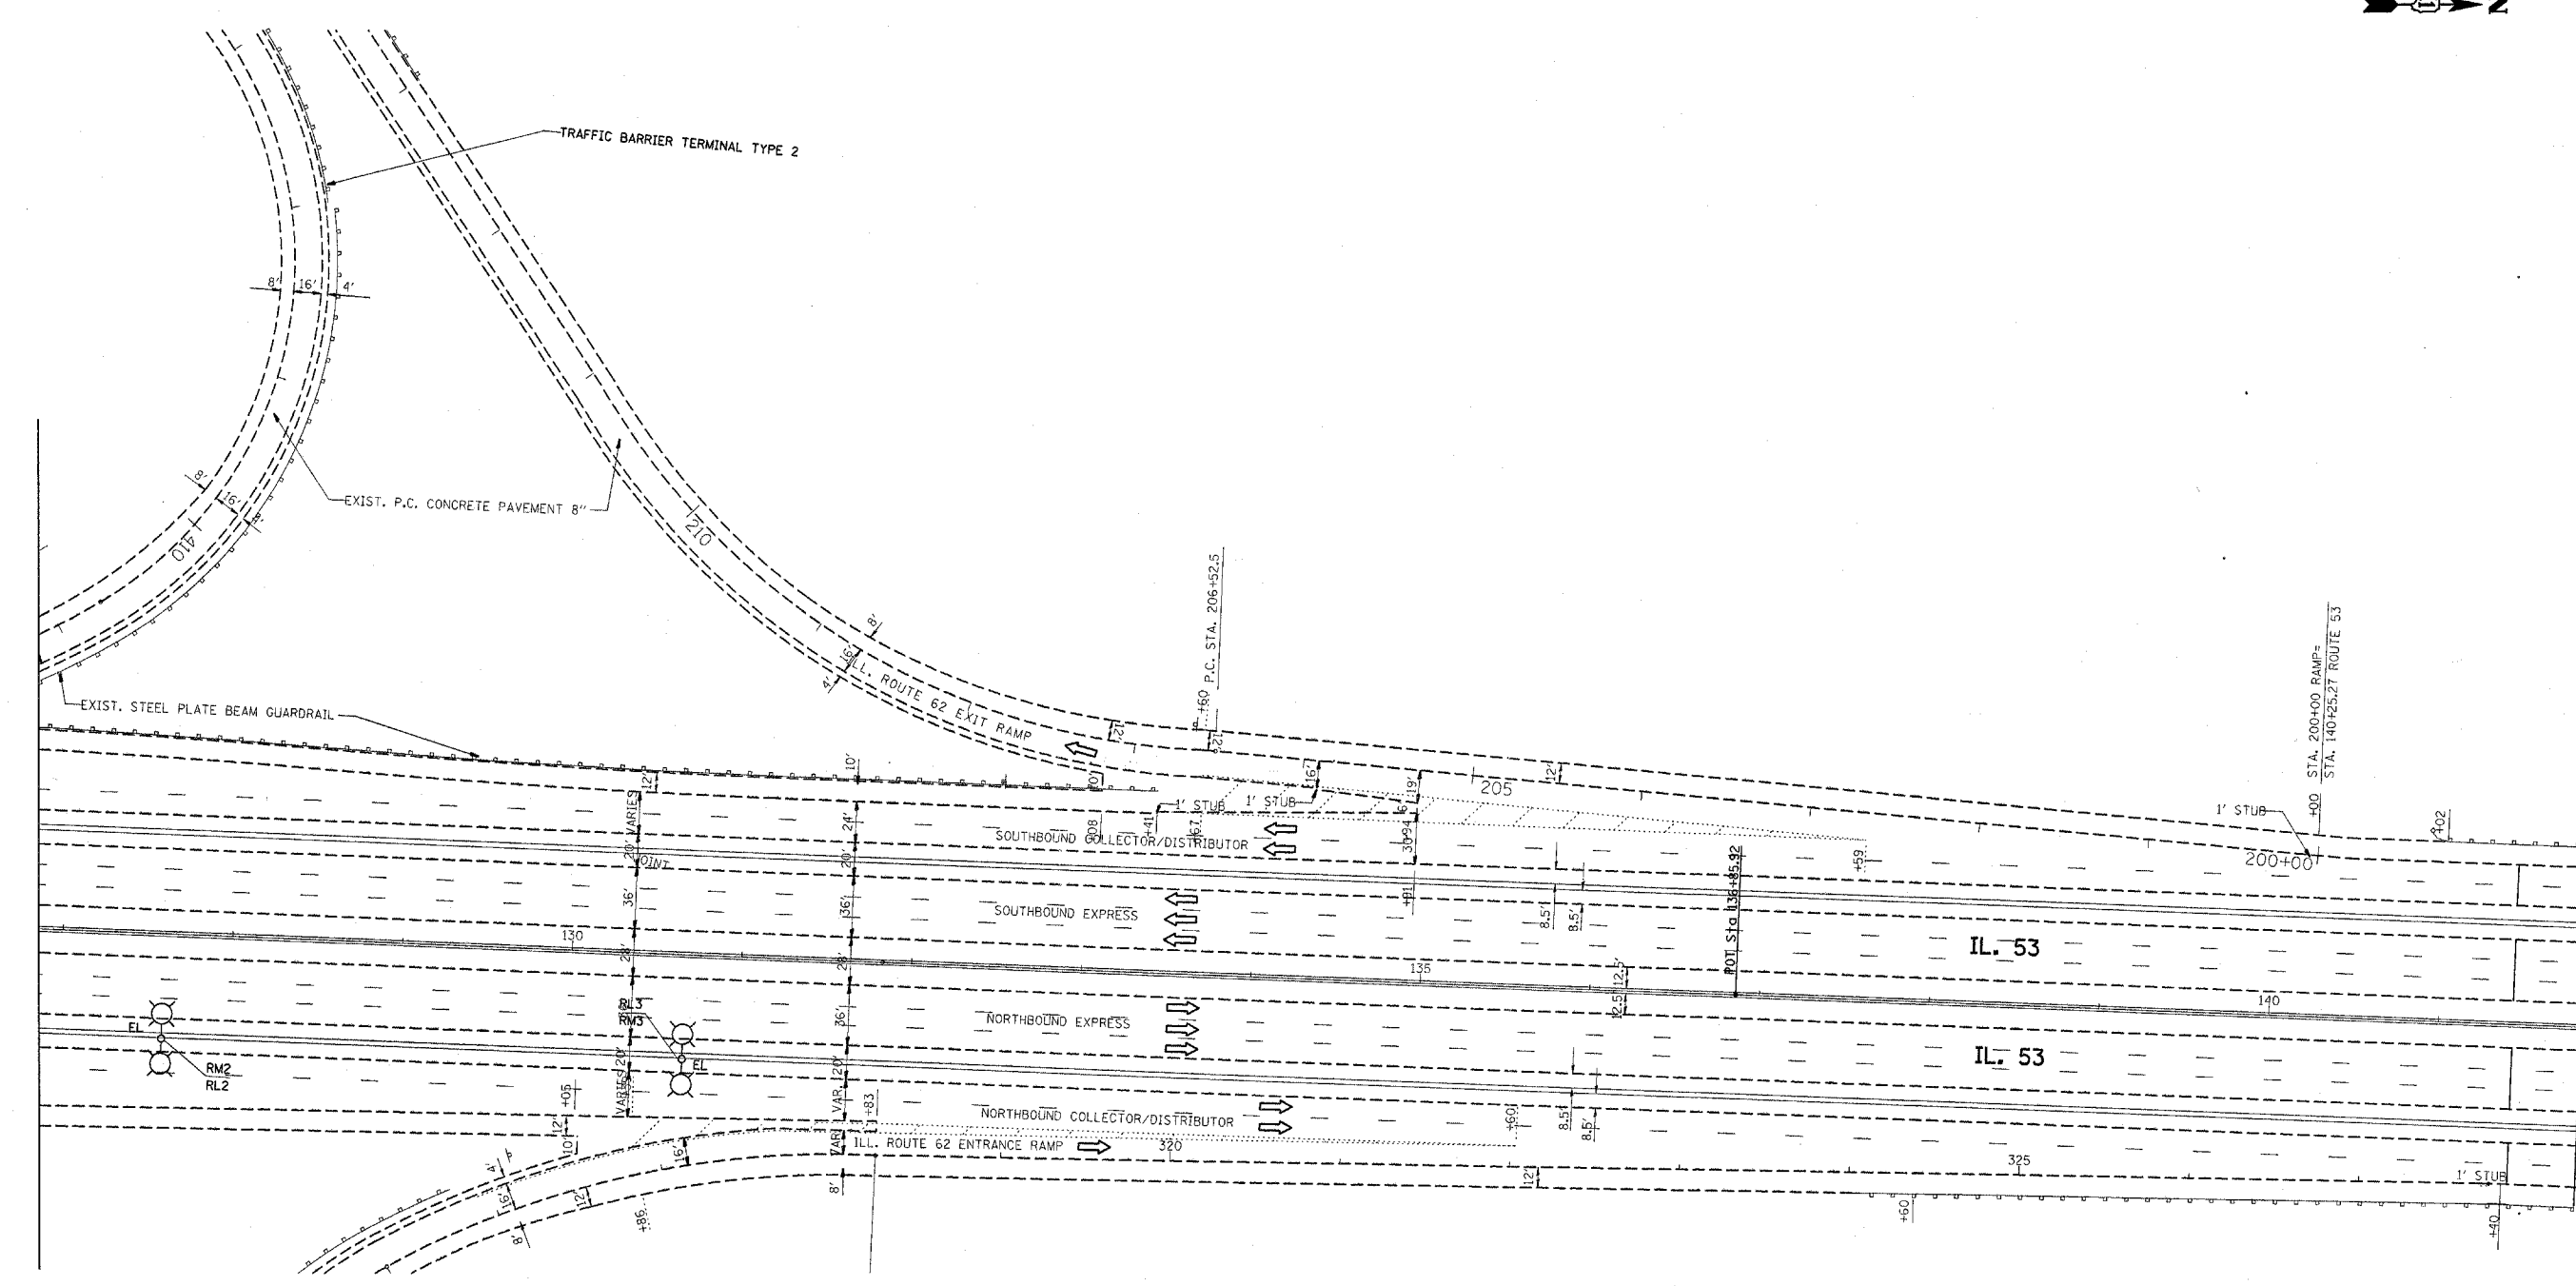 N
TRAFFIC BARRIER TERMINAL TYPE 2
8'
16'
4'
8'
16'
410
EXIST. P.C. CONCRETE PAVEMENT 8"
210
8'
16'
4'
ILL. ROUTE 62 EXIT RAMP
EXIST. STEEL PLATE BEAM GUARDRAIL
+60 P.C. STA. 206+52.5
12'
12'
16'
19'
205
12'
STA. 200+00 RAMP=
STA. 140+25.27 ROUTE 53
+00
1' STUB
200+00
+02
12'
10'
VARIES
24'
1' STUB
1' STUB
+41
SOUTHBOUND COLLECTOR/DISTRIBUTOR
20'
20'
JOINT
+59
+91
36'
36'
SOUTHBOUND EXPRESS
8.5'
8.5'
POT Sta 136+85.92
IL. 53
130
28'
28'
135
12.5'
12.5'
140
RL3
RM3
36'
NORTHBOUND EXPRESS
IL. 53
EL
RM2
RL2
EL
20'
20'
VARIES
VAR.
+05
+83
NORTHBOUND COLLECTOR/DISTRIBUTOR
+60
8.5'
8.5'
12'
10'
VAR.
ILL. ROUTE 62 ENTRANCE RAMP
320
325
1' STUB
4'
16'
16'
12'
8'
8'
12'
+86
+60
+40